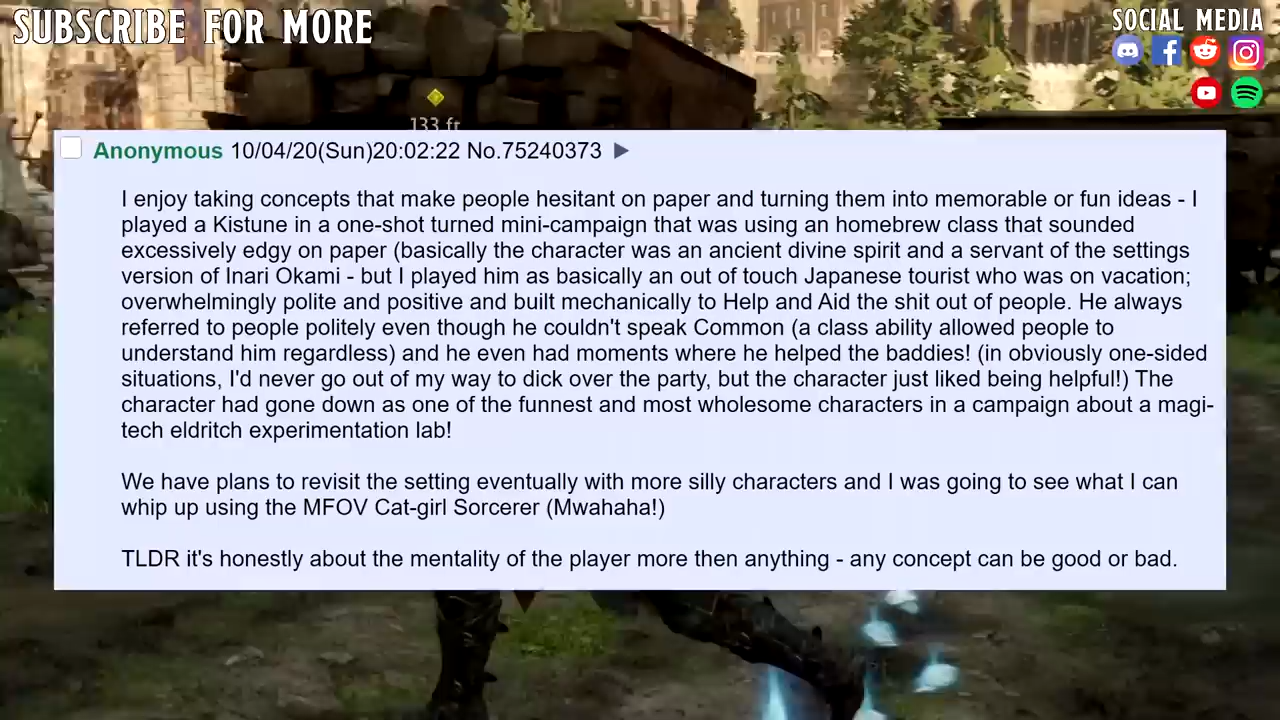 SUBSCRIBE FOR MORE
SOCIAL MEDIA
133 ft
Anonymous 10/04/20(Sun)20:02:22 No.75240373 ▶
I enjoy taking concepts that make people hesitant on paper and turning them into memorable or fun ideas - I
played a Kistune in a one-shot turned mini-campaign that was using an homebrew class that sounded
excessively edgy on paper (basically the character was an ancient divine spirit and a servant of the settings
version of Inari Okami - but I played him as basically an out of touch Japanese tourist who was on vacation;
overwhelmingly polite and positive and built mechanically to Help and Aid the shit out of people. He always
referred to people politely even though he couldn't speak Common (a class ability allowed people to
understand him regardless) and he even had moments where he helped the baddies! (in obviously one-sided
situations, I'd never go out of my way to dick over the party, but the character just liked being helpful!) The
character had gone down as one of the funnest and most wholesome characters in a campaign about a magi-
tech eldritch experimentation lab!
We have plans to revisit the setting eventually with more silly characters and I was going to see what I can
whip up using the MFOV Cat-girl Sorcerer (Mwahaha!)
TLDR it's honestly about the mentality of the player more then anything - any concept can be good or bad.